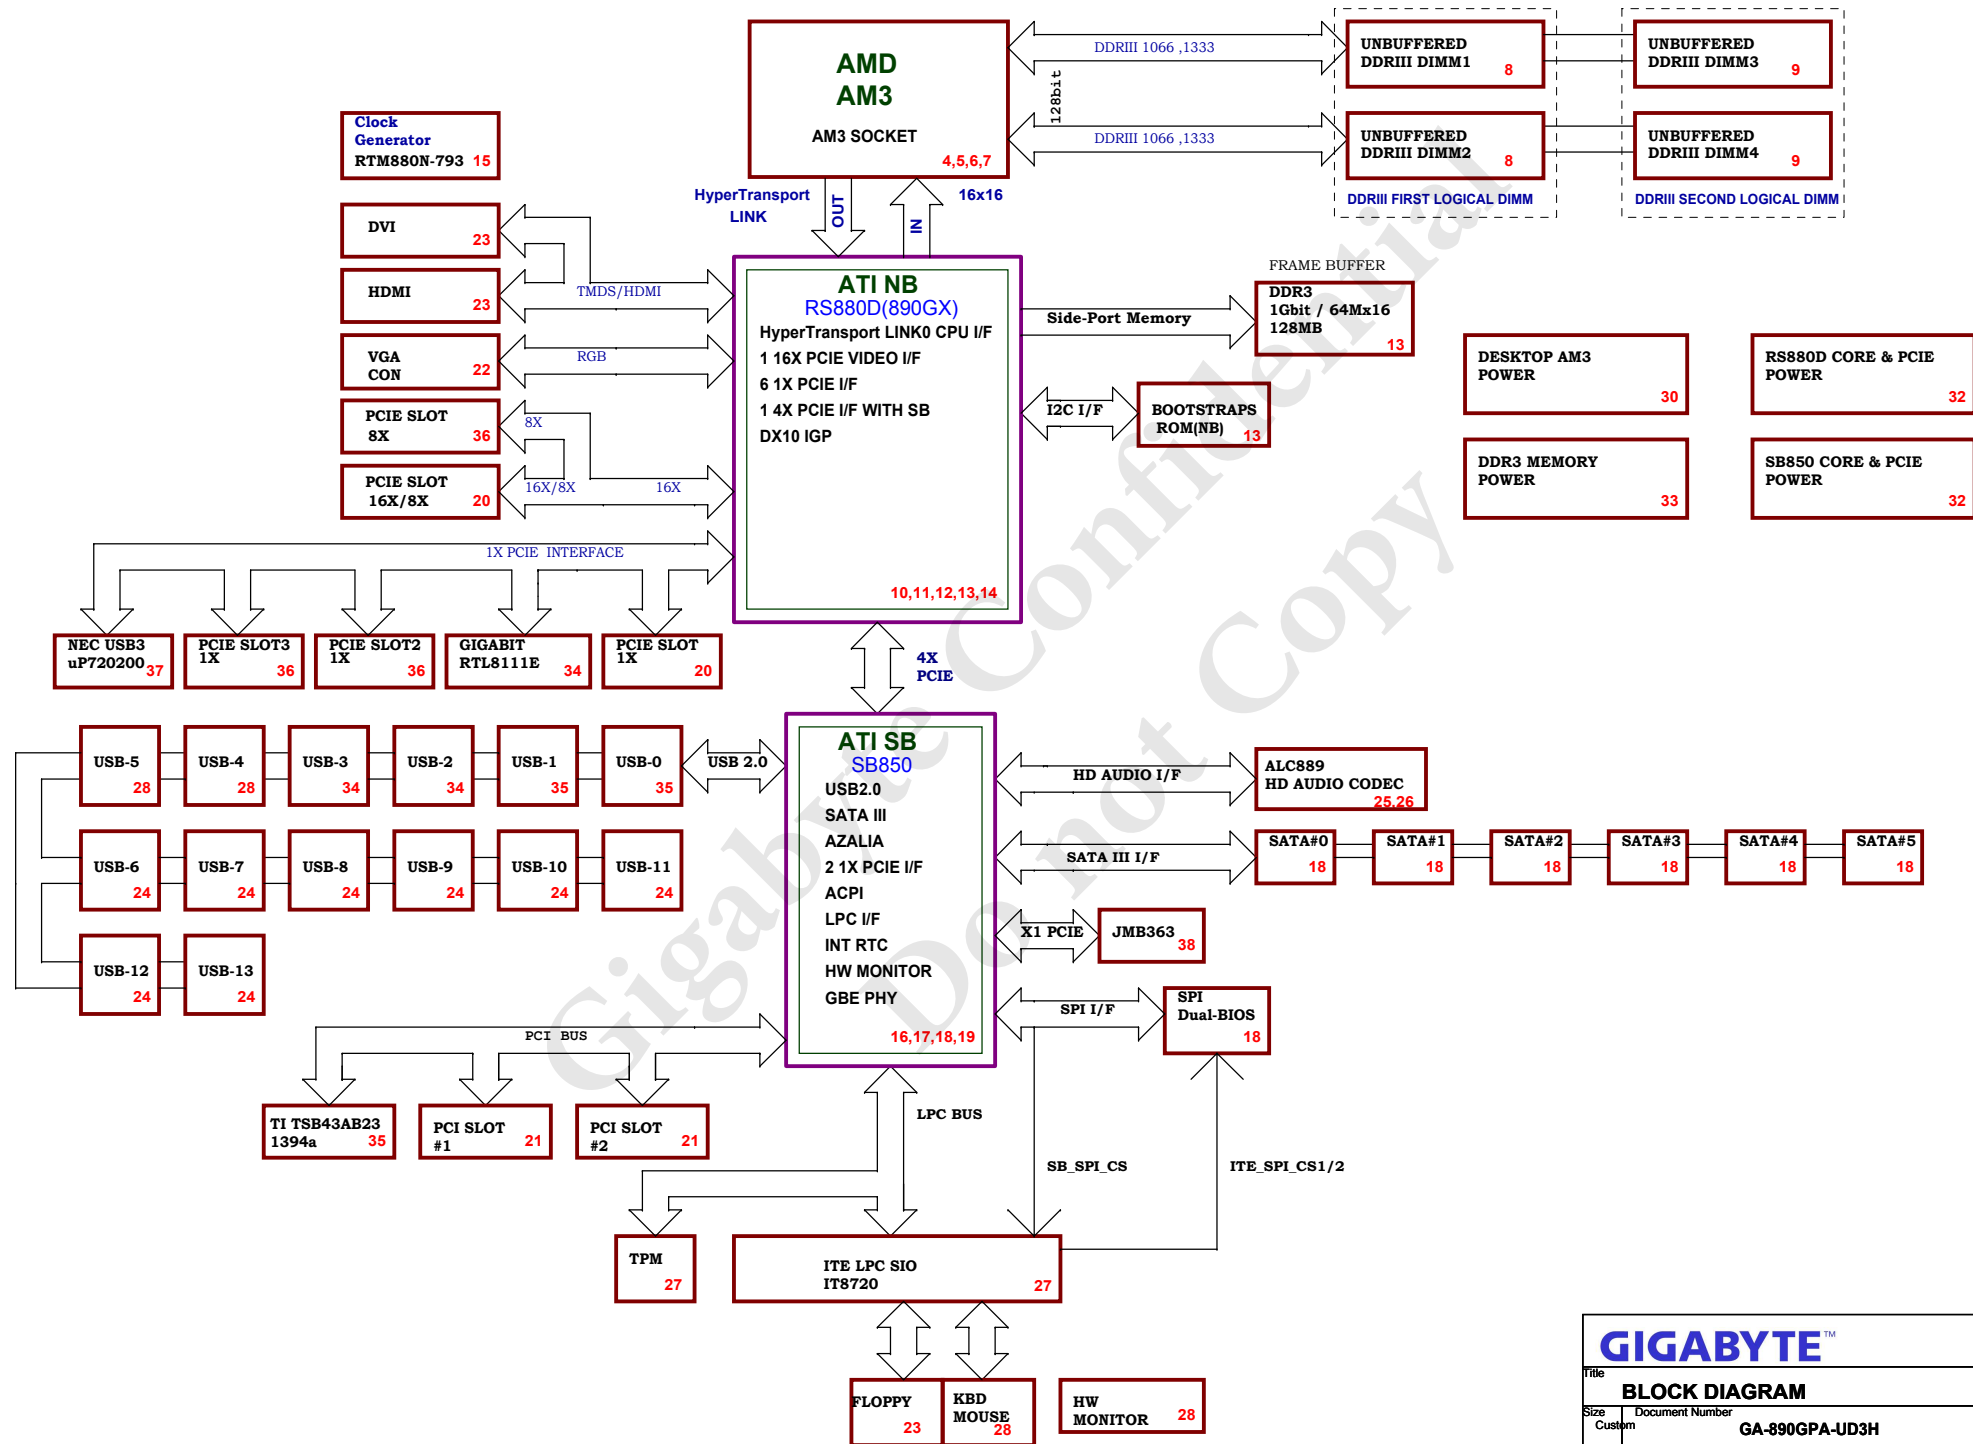 AMD
AM3
AM3 SOCKET
4,5,6,7
DDRIII 1066 ,1333
128bit
DDRIII 1066 ,1333
UNBUFFERED
DDRIII DIMM1
8
UNBUFFERED
DDRIII DIMM3
9
UNBUFFERED
DDRIII DIMM2
8
UNBUFFERED
DDRIII DIMM4
9
DDRIII FIRST LOGICAL DIMM
DDRIII SECOND LOGICAL DIMM
Clock
Generator
RTM880N-793 15
HyperTransport
LINK
OUT
IN
16x16
DVI
23
HDMI
23
TMDS/HDMI
VGA
CON
22
RGB
PCIE SLOT
8X
36
8X
PCIE SLOT
16X/8X
20
16X/8X
16X
ATI NB
RS880D(890GX)
HyperTransport LINK0 CPU I/F
1 16X PCIE VIDEO I/F
6 1X PCIE I/F
1 4X PCIE I/F WITH SB
DX10 IGP
10,11,12,13,14
FRAME BUFFER
Side-Port Memory
DDR3
1Gbit / 64Mx16
128MB
13
I2C I/F
BOOTSTRAPS
ROM(NB)
13
DESKTOP AM3
POWER
30
RS880D CORE & PCIE
POWER
32
DDR3 MEMORY
POWER
33
SB850 CORE & PCIE
POWER
32
1X PCIE  INTERFACE
NEC USB3
uP720200
37
PCIE SLOT3
1X
36
PCIE SLOT2
1X
36
GIGABIT
RTL8111E
34
PCIE SLOT
1X
20
4X
PCIE
USB-5
28
USB-4
28
USB-3
34
USB-2
34
USB-1
35
USB-0
35
USB 2.0
USB-6
24
USB-7
24
USB-8
24
USB-9
24
USB-10
24
USB-11
24
USB-12
24
USB-13
24
ATI SB
SB850
USB2.0
SATA III
AZALIA
2 1X PCIE I/F
ACPI
LPC I/F
INT RTC
HW MONITOR
GBE PHY
16,17,18,19
HD AUDIO I/F
ALC889
HD AUDIO CODEC
25,26
SATA III I/F
SATA#0
18
SATA#1
18
SATA#2
18
SATA#3
18
SATA#4
18
SATA#5
18
X1 PCIE
JMB363
38
SPI I/F
SPI
Dual-BIOS
18
PCI BUS
TI TSB43AB23
1394a
35
PCI SLOT
#1
21
PCI SLOT
#2
21
LPC BUS
SB_SPI_CS
ITE_SPI_CS1/2
TPM
27
ITE LPC SIO
IT8720
27
FLOPPY
23
KBD
MOUSE
28
HW
MONITOR
28
Gigabyte Confidential
Do not Copy
GIGABYTE™
Title
BLOCK DIAGRAM
Size
Custom
Document Number
GA-890GPA-UD3H